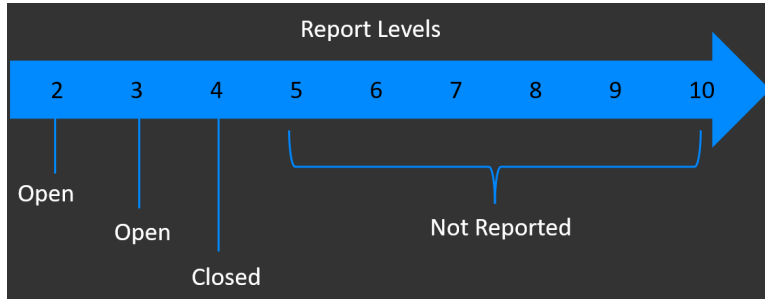 Report Levels
2 3 4 5 6 7 8 9 10
Open
Open
Not Reported
Closed